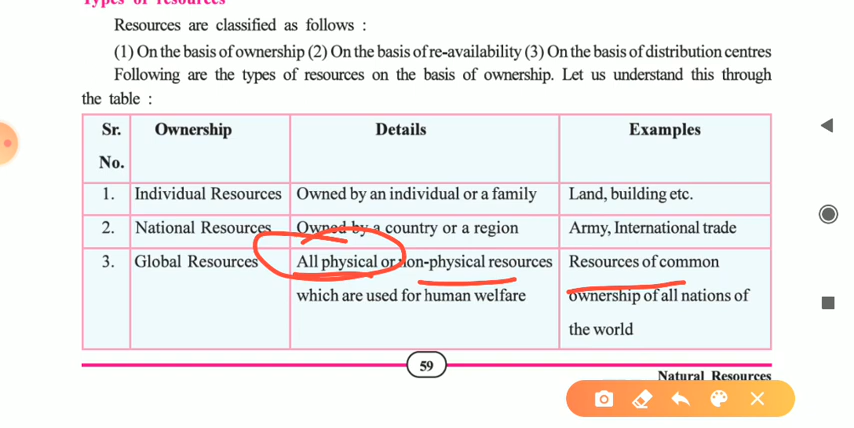 Types of resources
Resources are classified as follows :
(1) On the basis of ownership (2) On the basis of re-availability (3) On the basis of distribution centres
Following are the types of resources on the basis of ownership. Let us understand this through
the table :
Sr. No. Ownership Details Examples
1. Individual Resources Owned by an individual or a family Land, building etc.
2. National Resources Owned by a country or a region Army, International trade
3. Global Resources All physical or non-physical resources Resources of common
which are used for human welfare ownership of all nations of
the world
59
Natural Resources